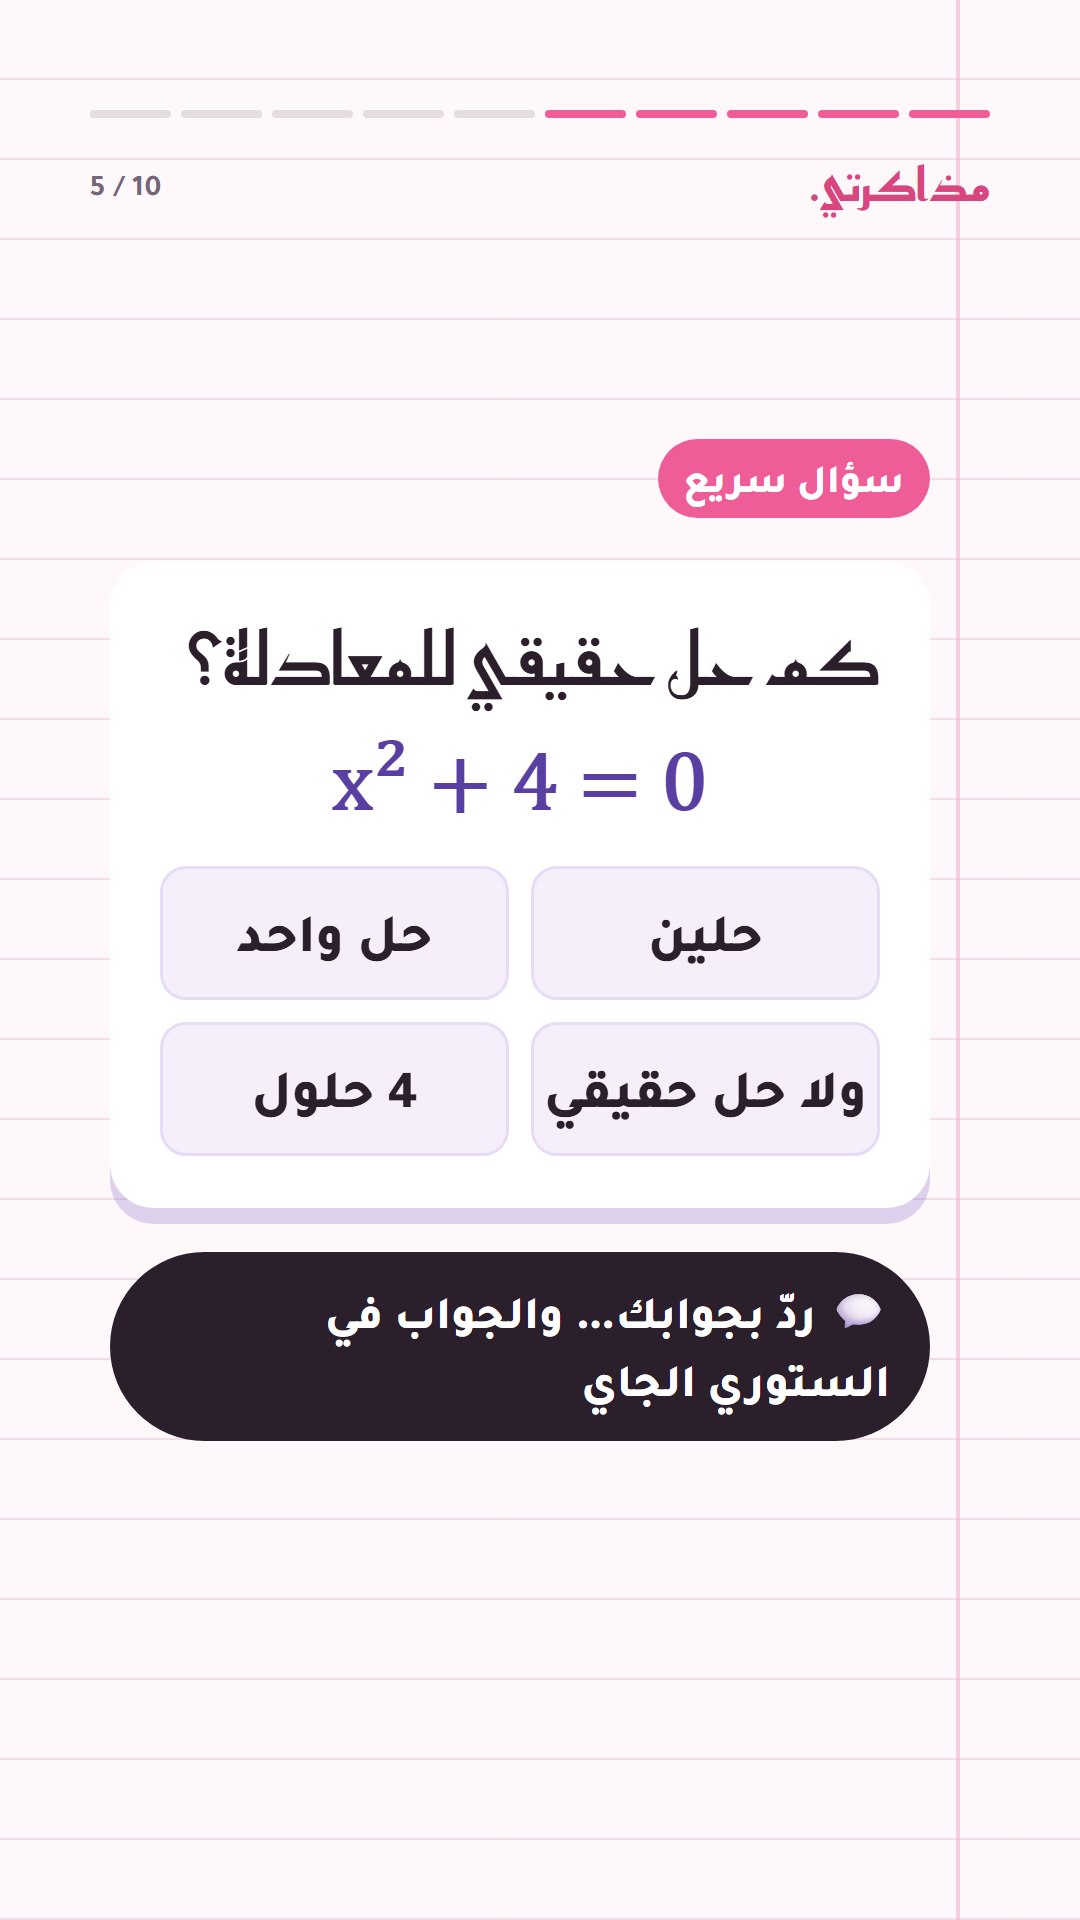 مذاكرتي.
5 / 10
سؤال سريع
كم حل حقيقي للمعادلة؟
x² + 4 = 0
حلين
حل واحد
ولا حل حقيقي
4 حلول
💬 ردّ بجوابك... والجواب في
الستوري الجاي